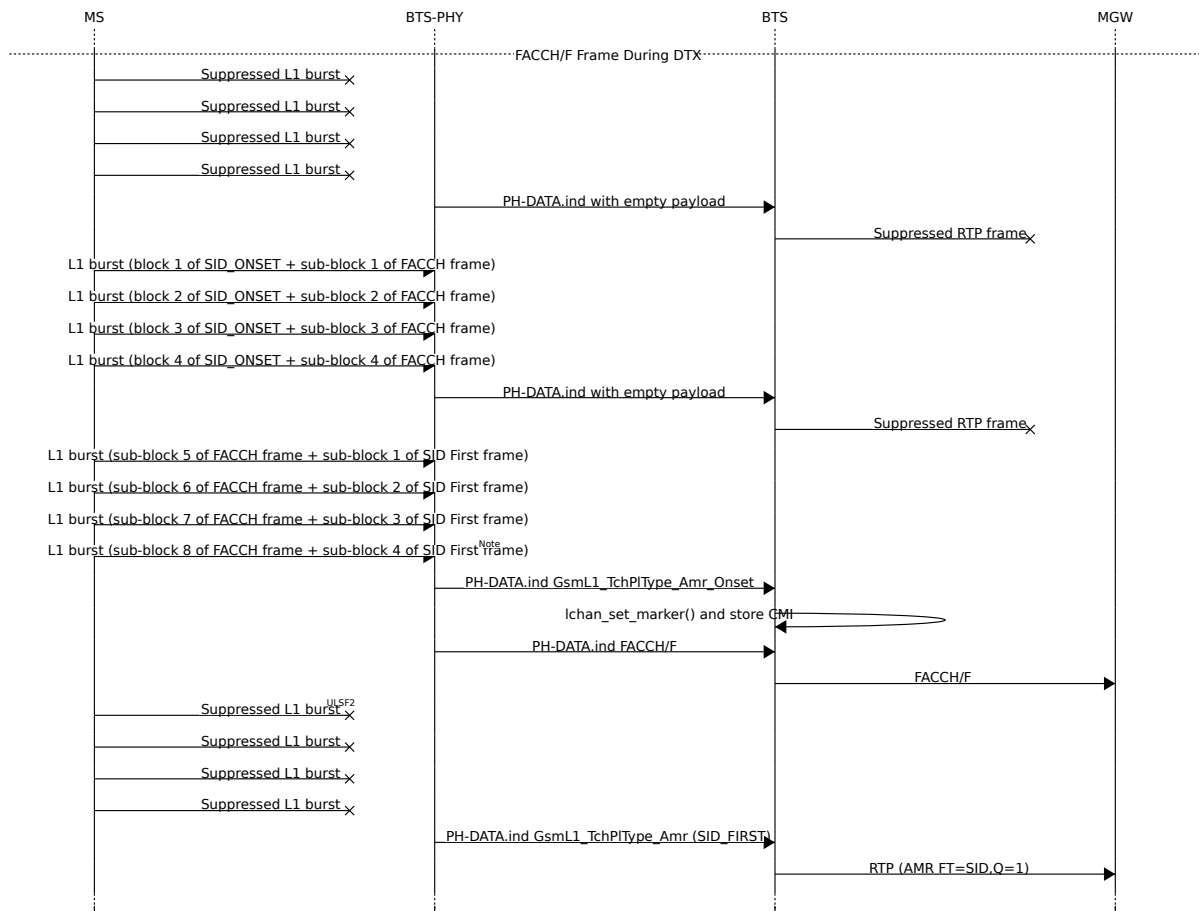 MS BTS-PHY BTS MGW
FACCH/F Frame During DTX
Suppressed L1 burst
Suppressed L1 burst
Suppressed L1 burst
Suppressed L1 burst
PH-DATA.ind with empty payload
Suppressed RTP frame
L1 burst (block 1 of SID_ONSET + sub-block 1 of FACCH frame)
L1 burst (block 2 of SID_ONSET + sub-block 2 of FACCH frame)
L1 burst (block 3 of SID_ONSET + sub-block 3 of FACCH frame)
L1 burst (block 4 of SID_ONSET + sub-block 4 of FACCH frame)
PH-DATA.ind with empty payload
Suppressed RTP frame
L1 burst (sub-block 5 of FACCH frame + sub-block 1 of SID First frame)
L1 burst (sub-block 6 of FACCH frame + sub-block 2 of SID First frame)
L1 burst (sub-block 7 of FACCH frame + sub-block 3 of SID First frame)
L1 burst (sub-block 8 of FACCH frame + sub-block 4 of SID First frame) Note
PH-DATA.ind GsmL1_TchPlType_Amr_Onset
lchan_set_marker() and store CMI
PH-DATA.ind FACCH/F
FACCH/F
Suppressed L1 burst ULSF2
Suppressed L1 burst
Suppressed L1 burst
Suppressed L1 burst
PH-DATA.ind GsmL1_TchPlType_Amr (SID_FIRST)
RTP (AMR FT=SID,Q=1)